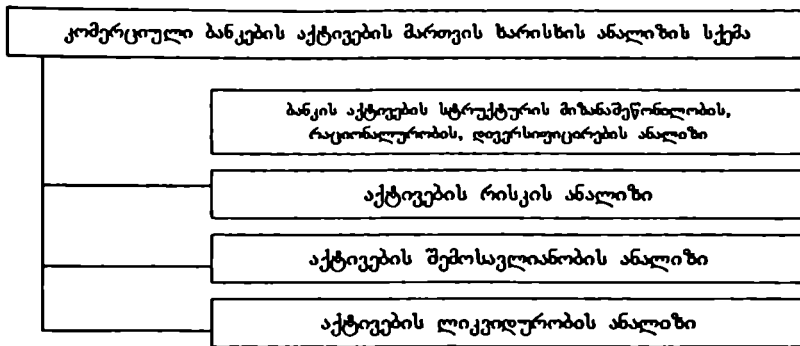 კომერციული ბანკების აქტივების მართვის ხარისხის ანალიზის სქემა
ბანკის აქტივების სტრუქტურის მიზანშეწონილობის,
რაციონალურობის, დივერსიფიცირების ანალიზი
აქტივების რისკის ანალიზი
აქტივების შემოსავლიანობის ანალიზი
აქტივების ლიკვიდურობის ანალიზი